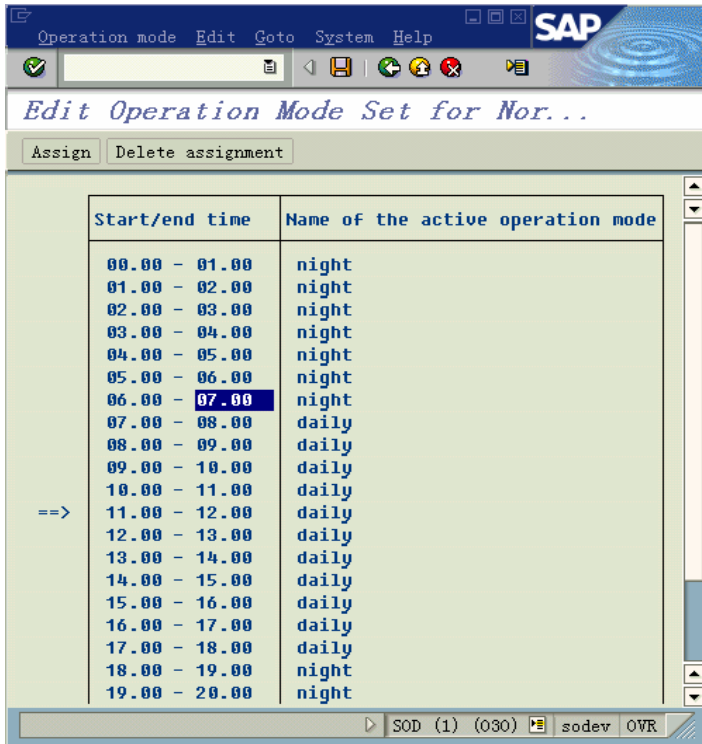 SAP
Operation mode Edit Goto System Help
Edit Operation Mode Set for Nor...
Assign Delete assignment
Start/end time Name of the active operation mode
00.00 - 01.00 night
01.00 - 02.00 night
02.00 - 03.00 night
03.00 - 04.00 night
04.00 - 05.00 night
05.00 - 06.00 night
06.00 - 07.00 night
07.00 - 08.00 daily
08.00 - 09.00 daily
09.00 - 10.00 daily
10.00 - 11.00 daily
==> 11.00 - 12.00 daily
12.00 - 13.00 daily
13.00 - 14.00 daily
14.00 - 15.00 daily
15.00 - 16.00 daily
16.00 - 17.00 daily
17.00 - 18.00 daily
18.00 - 19.00 night
19.00 - 20.00 night
SOD (1) (030) sodev OVR